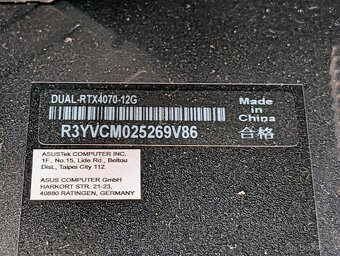 DUAL-RTX4070-12G
Made in
China
合格
R3YVCM025269V86
ASUSTek COMPUTER INC.
1F., No.15, Lide Rd., Beitou
Dist., Taipei City 112
ASUS COMPUTER GmbH
HARKORT STR. 21-23,
40880 RATINGEN, GERMANY